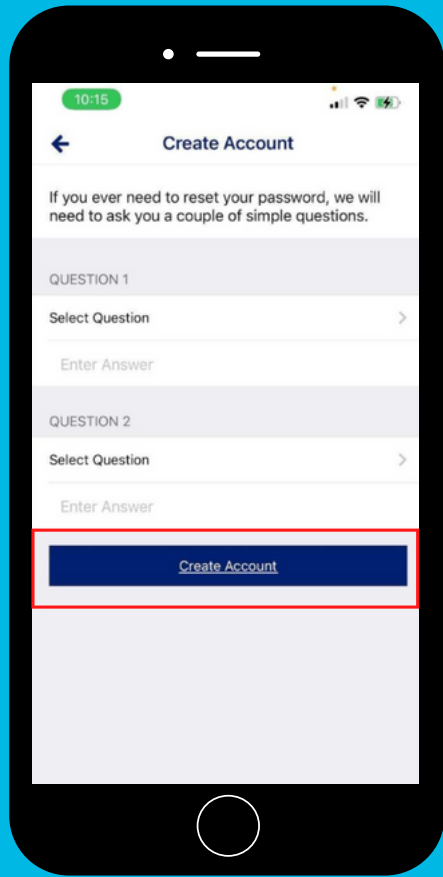 10:15
Create Account
If you ever need to reset your password, we will
need to ask you a couple of simple questions.
QUESTION 1
Select Question
Enter Answer
QUESTION 2
Select Question
Enter Answer
Create Account